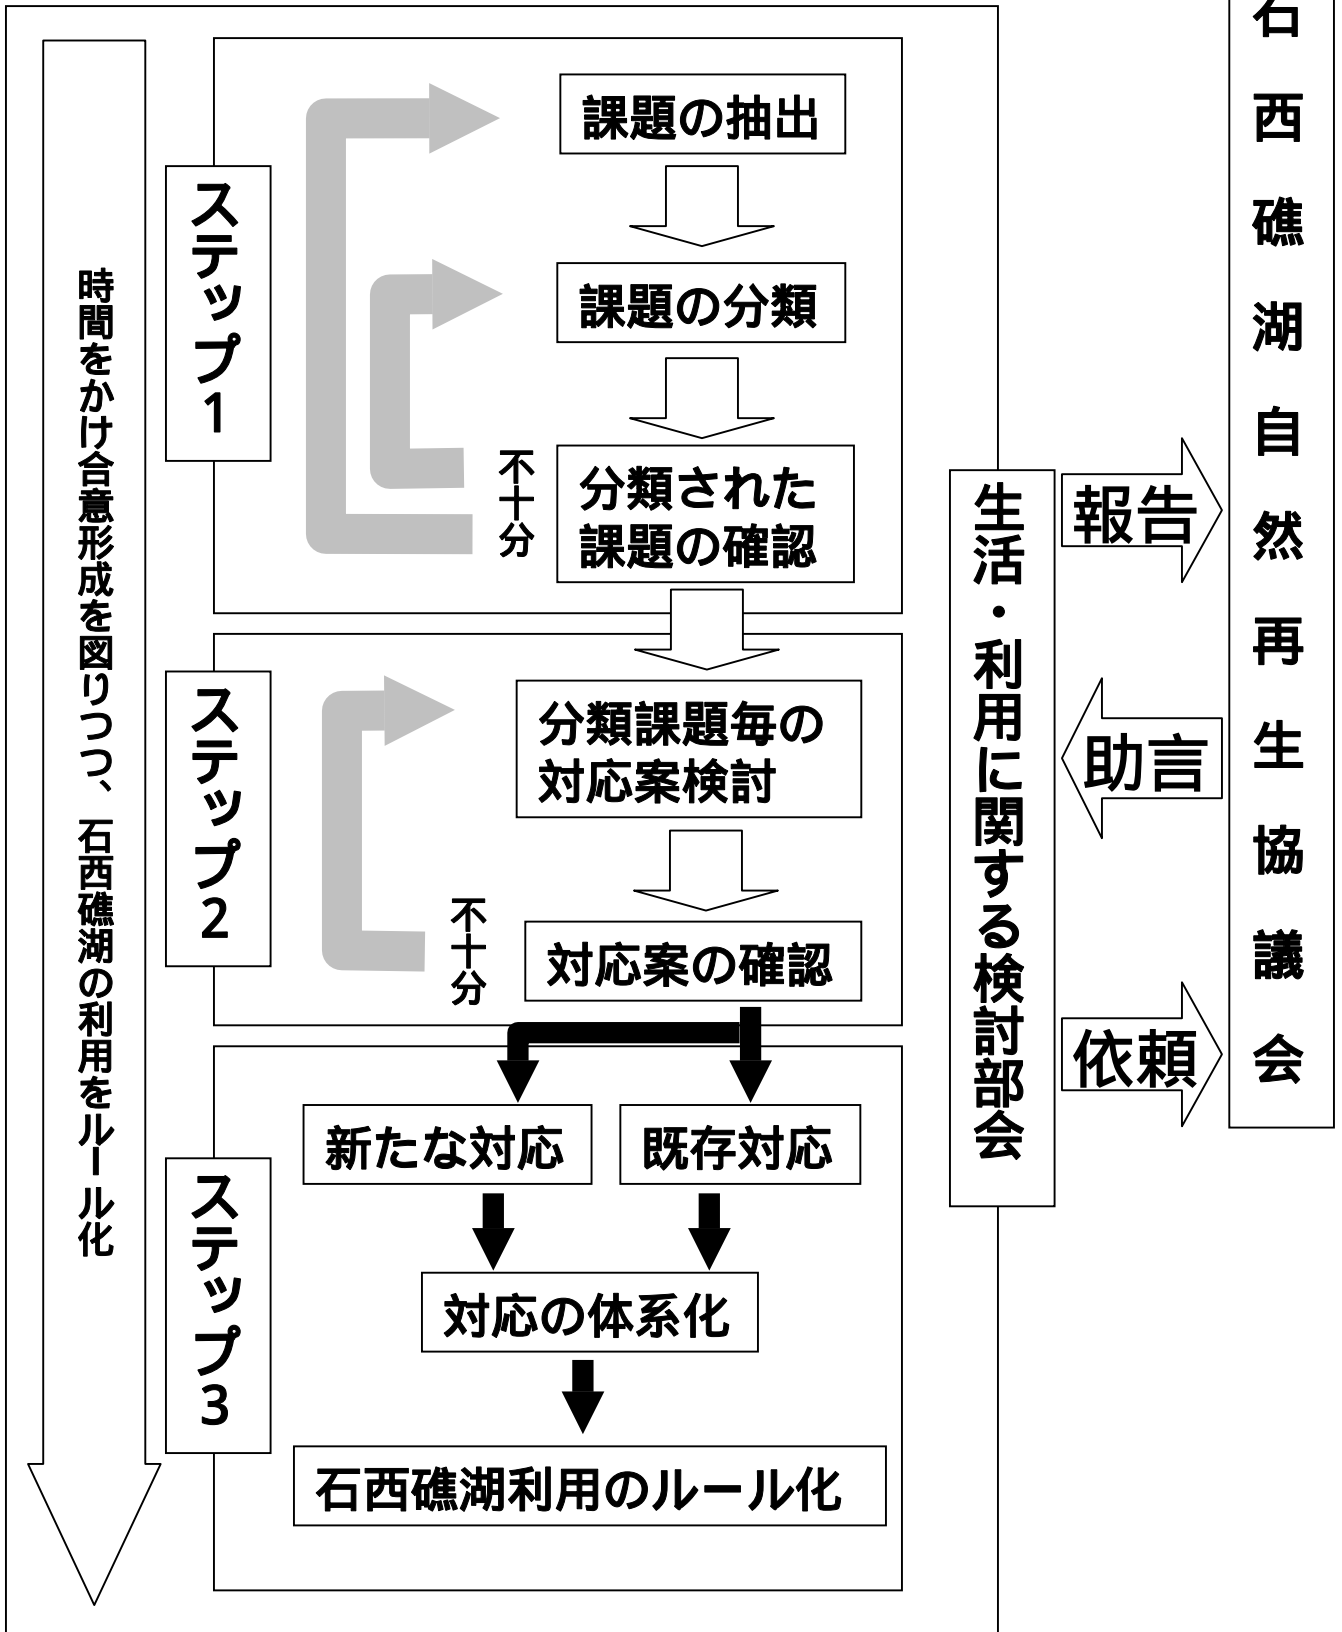 時間をかけ合意形成を図りつつ、石西礁湖の利用をルール化
ステップ1
課題の抽出
課題の分類
分類された
課題の確認
不十分
ステップ2
分類課題毎の
対応案検討
対応案の確認
不十分
ステップ3
新たな対応
既存対応
対応の体系化
石西礁湖利用のルール化
生活・利用に関する検討部会
報告
助言
依頼
石西礁湖自然再生協議会